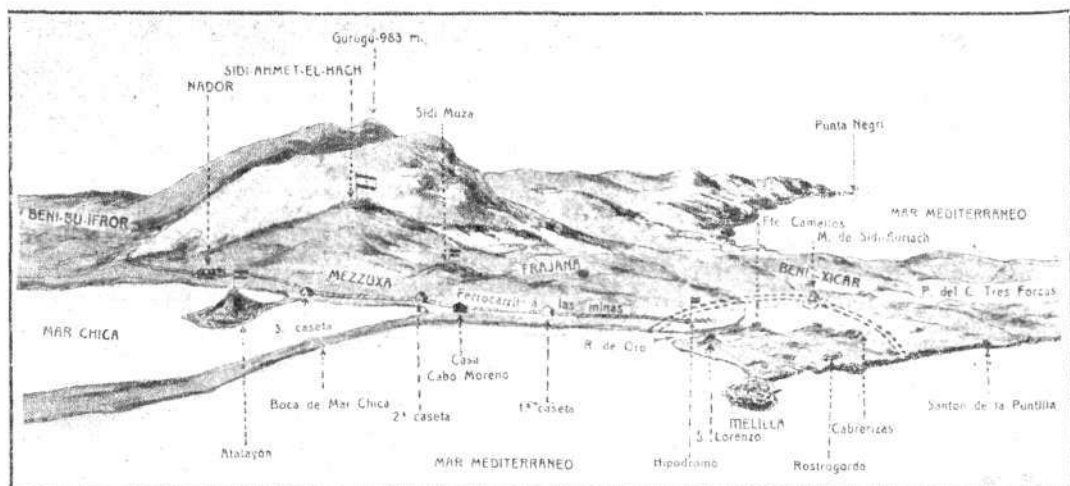 Gurugú-983 m.
SIDI-AHMET-EL-HACH
NADOR
Sidi Muza
Punta Negri
BENI-BU-IFROR
MAR MEDITERRANEO
Fte. Camellos
M. de Sidi-Auriach
FRAJANA
BENI-XICAR
MEZZUXA
P. del C. Tres Forcas
Ferrocarril á las minas
MAR CHICA
3. caseta
R. de Oro
Casa
Cabo Moreno
Boca de Mar Chica
2ª caseta
1.ª caseta
MELILLA
S. Lorenzo
Cabrerizas
Santón de la Puntilla
Atalayón
MAR MEDITERRANEO
Hipodromo
Rostrogordo